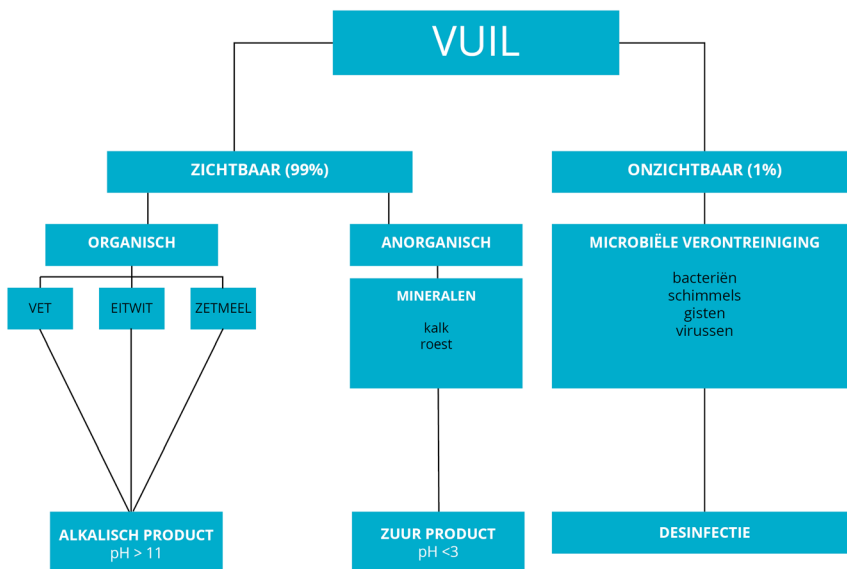 VUIL
ZICHTBAAR (99%)
ONZICHTBAAR (1%)
ORGANISCH
ANORGANISCH
MICROBIËLE VERONTREINIGING
bacteriën
schimmels
gisten
virussen
VET
EITWIT
ZETMEEL
MINERALEN
kalk
roest
ALKALISCH PRODUCT
pH > 11
ZUUR PRODUCT
pH <3
DESINFECTIE